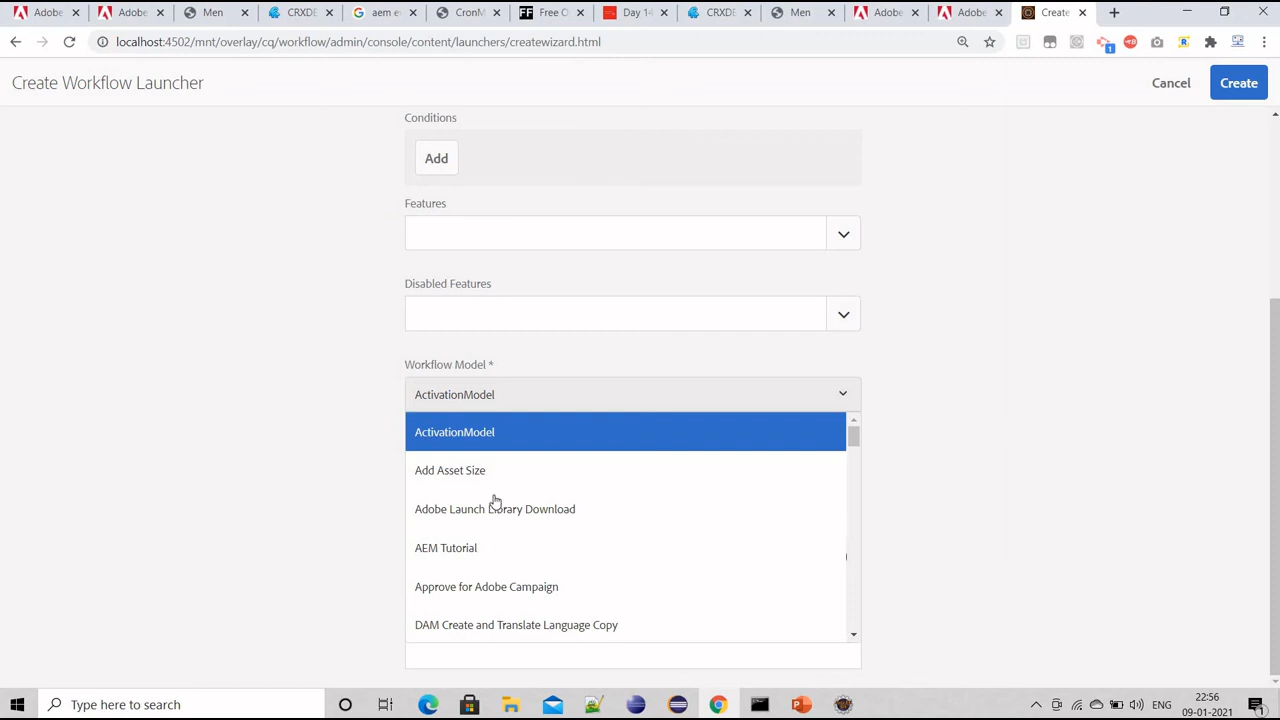 Adobe
Adobe
Men
CRXDE
aem e
CronM
Free C
Day 14
CRXDE
Men
Adobe
Adobe
Create
localhost:4502/mnt/overlay/cq/workflow/admin/console/content/launchers/createwizard.html
Create Workflow Launcher
Cancel
Create
Conditions
Add
Features
Disabled Features
Workflow Model *
ActivationModel
ActivationModel
Add Asset Size
Adobe Launch Library Download
AEM Tutorial
Approve for Adobe Campaign
DAM Create and Translate Language Copy
Type here to search
ENG
22:56
09-01-2021